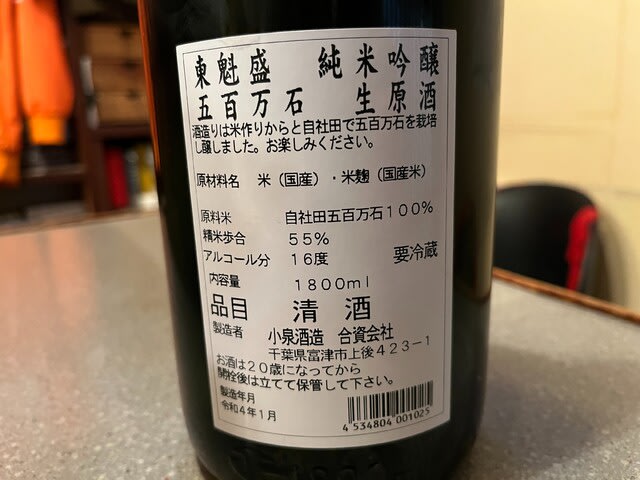 東魁盛　純米吟醸
五百万石　生原酒
酒造りは米作りからと自社田で五百万石を栽培
し醸しました。お楽しみください。
原材料名　米（国産）・米麹（国産米）
原料米　自社田五百万石１００％
精米歩合　５５％
アルコール分　１６度　要冷蔵
内容量　１８００ｍｌ
品目　清酒
製造者　小泉酒造　合資会社
千葉県富津市上後４２３－１
お酒は２０歳になってから
開栓後は立てて保管して下さい。
製造年月
令和４年１月
4 534804 001025